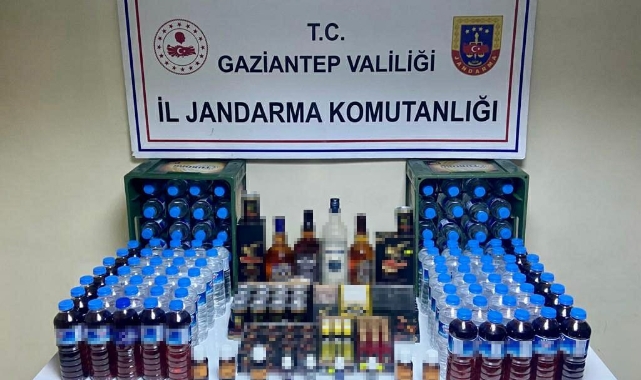 T.C.
GAZİANTEP VALİLİĞİ
İL JANDARMA KOMUTANLIĞI
JANDARMA